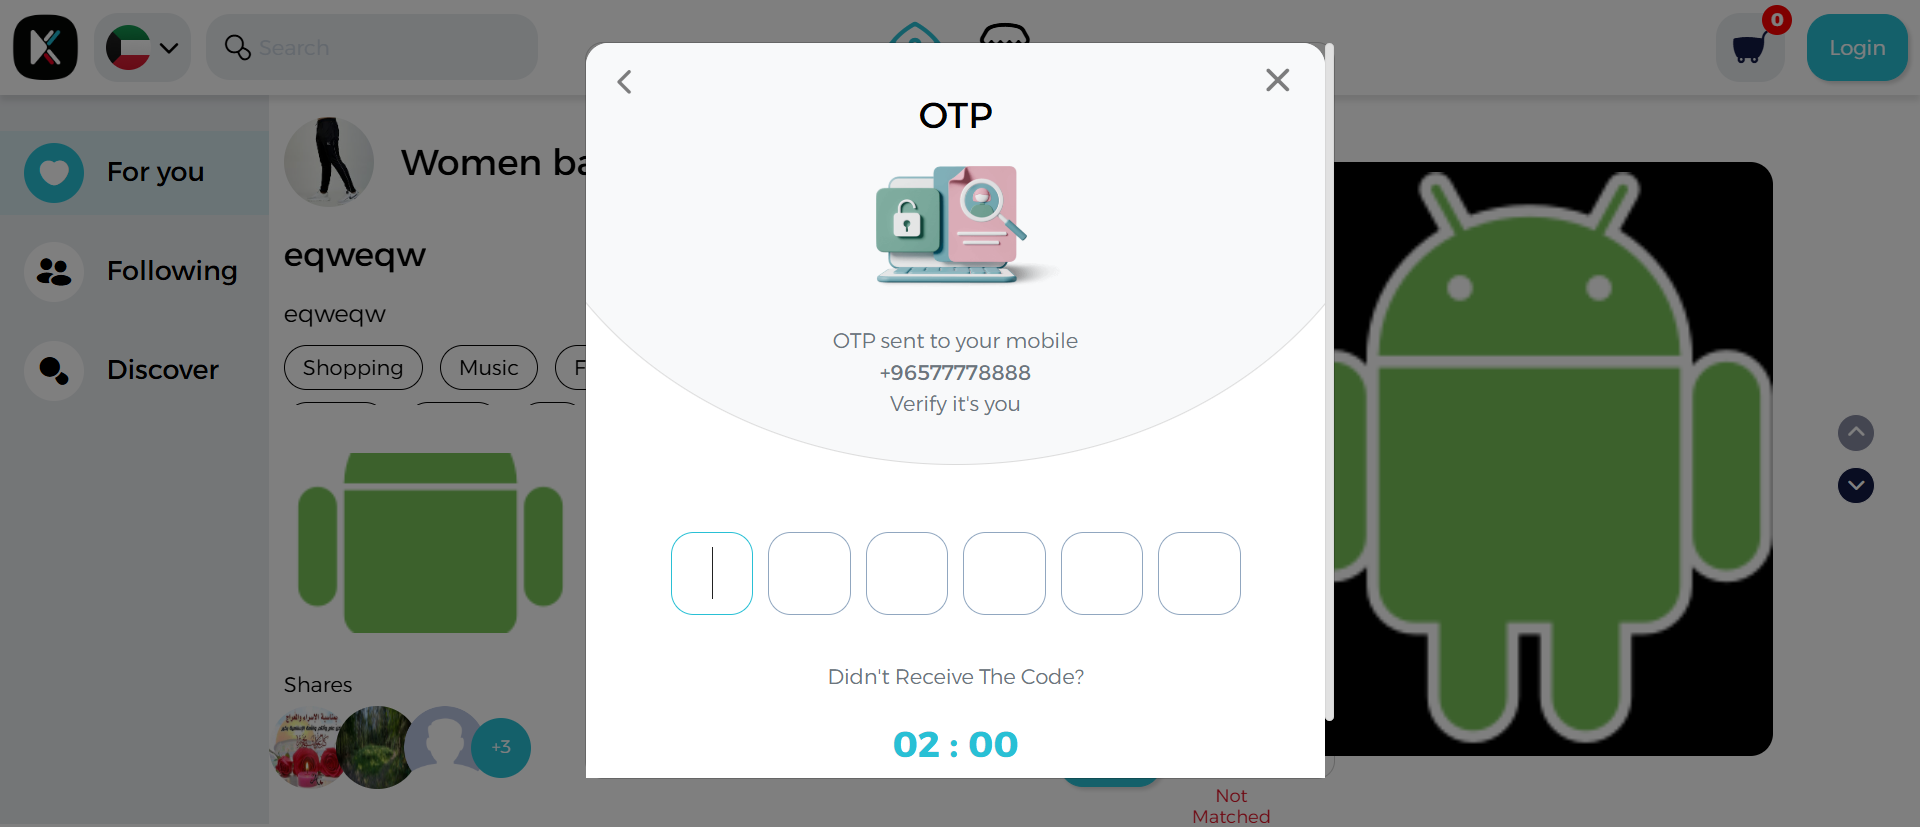 Search
0
Login
For you
Following
Discover
Women ba
eqweqw
eqweqw
Shopping
Music
F
Shares
+3
OTP
OTP sent to your mobile
+96577778888
Verify it's you
Didn't Receive The Code?
02 : 00
Not
Matched